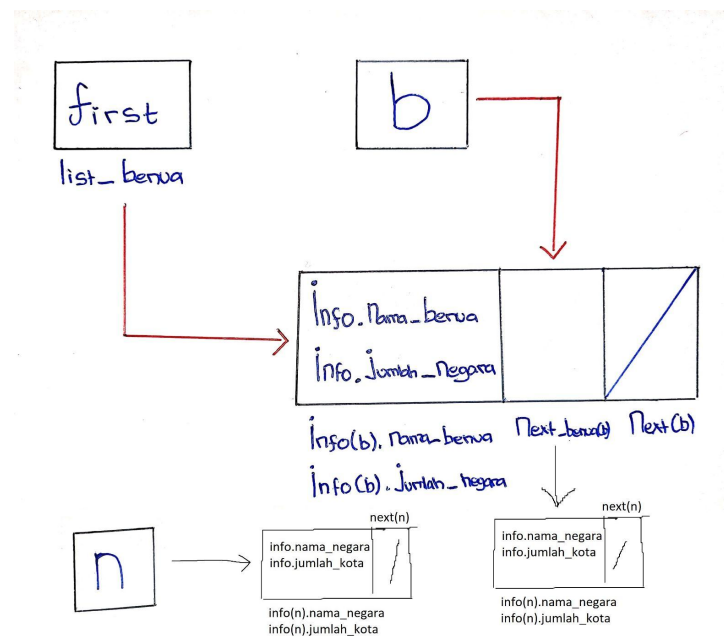 first
b
list_benua
Info.Nama_benua
Info.Jumlah_Negara
Info(b).nama_benua
Next_benua(b)
Next(b)
Info(b).Jumlah_negara
n
next(n)
info.nama_negara
info.jumlah_kota
info(n).nama_negara
info(n).jumlah_kota
next(n)
info.nama_negara
info.jumlah_kota
info(n).nama_negara
info(n).jumlah_kota